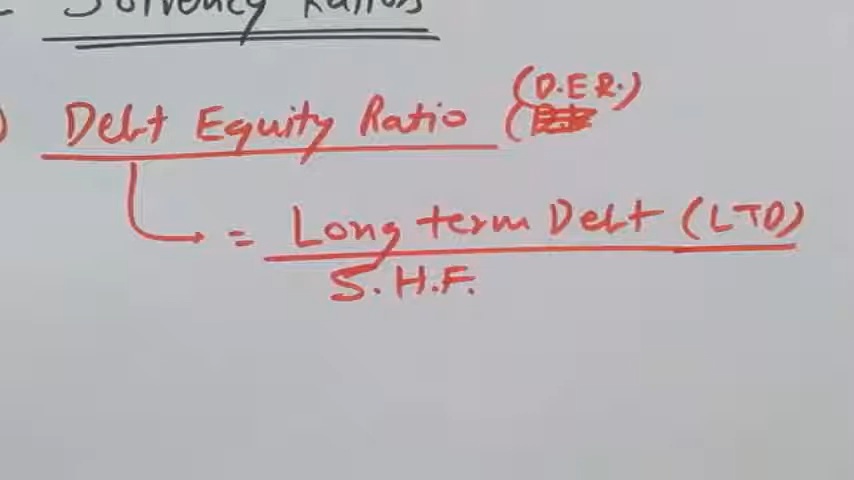 Solvency Ratios
) Debt Equity Ratio (D.E.R.)
= Long term Debt (LTD)
S.H.F.